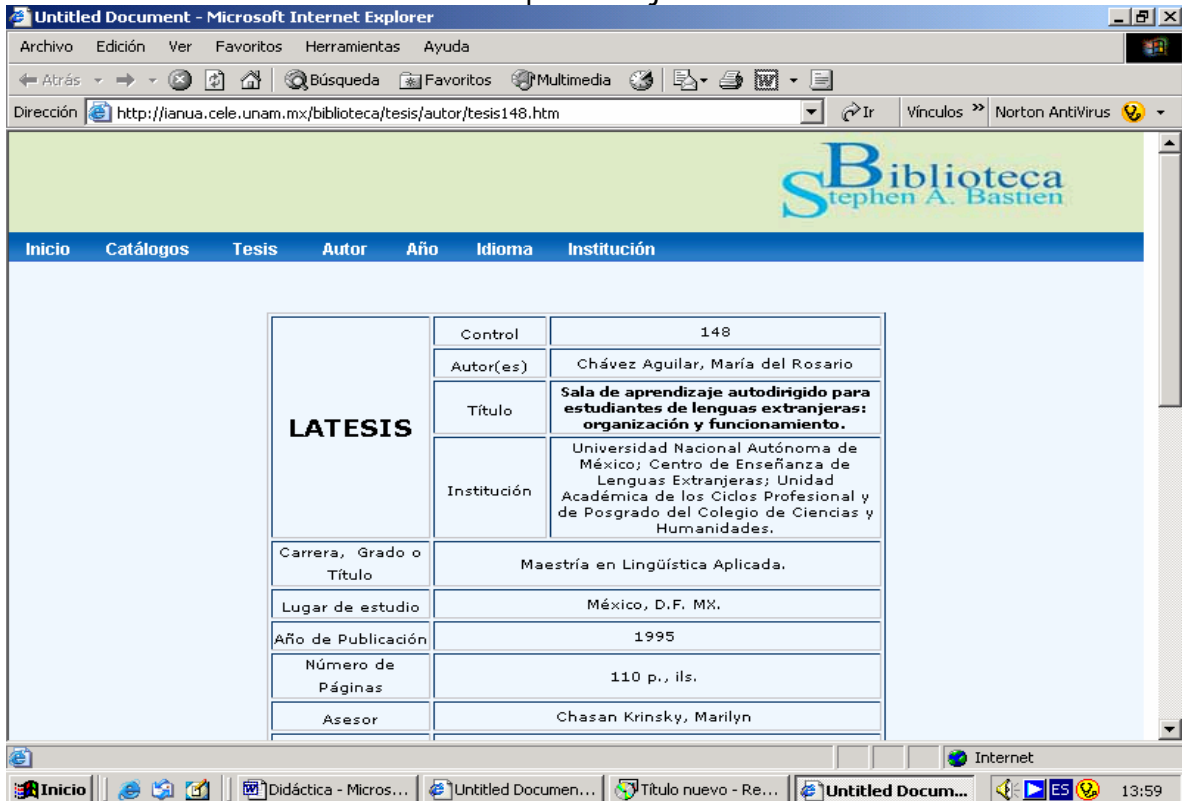 Untitled Document - Microsoft Internet Explorer
Archivo Edición Ver Favoritos Herramientas Ayuda
Atrás Búsqueda Favoritos Multimedia
Dirección http://ianua.cele.unam.mx/biblioteca/tesis/autor/tesis148.htm Ir Vínculos » Norton AntiVirus
Biblioteca
Stephen A. Bastien
Inicio Catálogos Tesis Autor Año Idioma Institución
LATESIS
Control 148
Autor(es) Chávez Aguilar, María del Rosario
Título
Sala de aprendizaje autodirigido para
estudiantes de lenguas extranjeras:
organización y funcionamiento.
Institución
Universidad Nacional Autónoma de
México; Centro de Enseñanza de
Lenguas Extranjeras; Unidad
Académica de los Ciclos Profesional y
de Posgrado del Colegio de Ciencias y
Humanidades.
Carrera, Grado o
Título
Maestría en Lingüística Aplicada.
Lugar de estudio México, D.F. MX.
Año de Publicación 1995
Número de
Páginas
110 p., ils.
Asesor Chasan Krinsky, Marilyn
Internet
Inicio Didáctica - Micros... Untitled Documen... Título nuevo - Re... Untitled Docum... ES 13:59